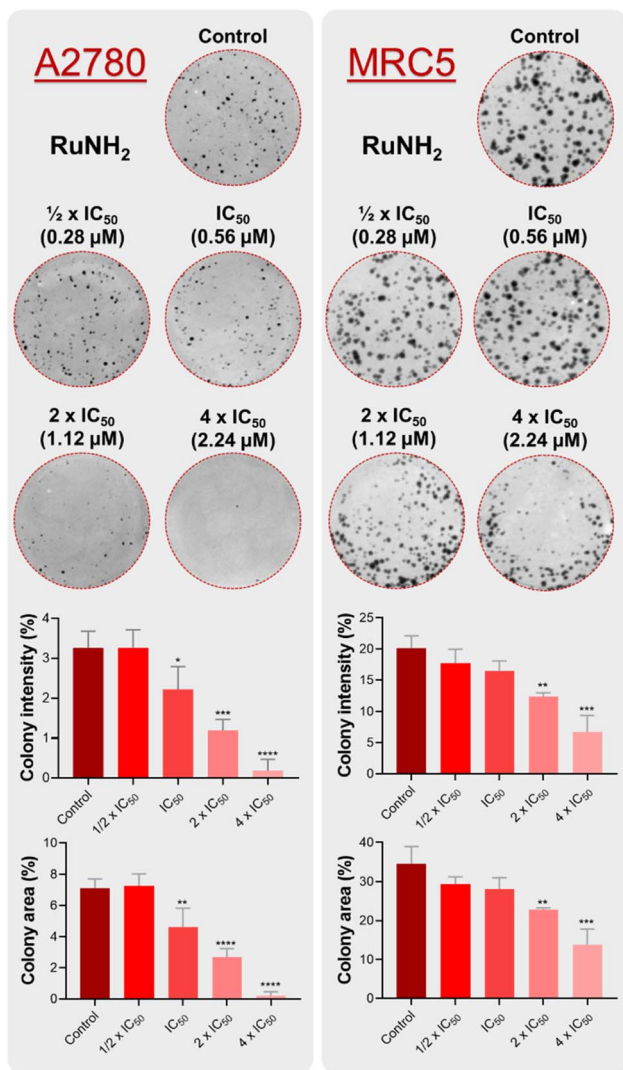 A2780
Control
RuNH₂
½ x IC₅₀
(0.28 µM)
IC₅₀
(0.56 µM)
2 x IC₅₀
(1.12 µM)
4 x IC₅₀
(2.24 µM)
Colony intensity (%)
4
3
2
1
0
*
***
****
Control
1/2 x IC₅₀
IC₅₀
2 x IC₅₀
4 x IC₅₀
Colony area (%)
10
8
6
4
2
0
**
****
****
Control
1/2 x IC₅₀
IC₅₀
2 x IC₅₀
4 x IC₅₀
MRC5
Control
RuNH₂
½ x IC₅₀
(0.28 µM)
IC₅₀
(0.56 µM)
2 x IC₅₀
(1.12 µM)
4 x IC₅₀
(2.24 µM)
Colony intensity (%)
25
20
15
10
5
0
**
***
Control
1/2 x IC₅₀
IC₅₀
2 x IC₅₀
4 x IC₅₀
Colony area (%)
40
30
20
10
0
**
***
Control
1/2 x IC₅₀
IC₅₀
2 x IC₅₀
4 x IC₅₀